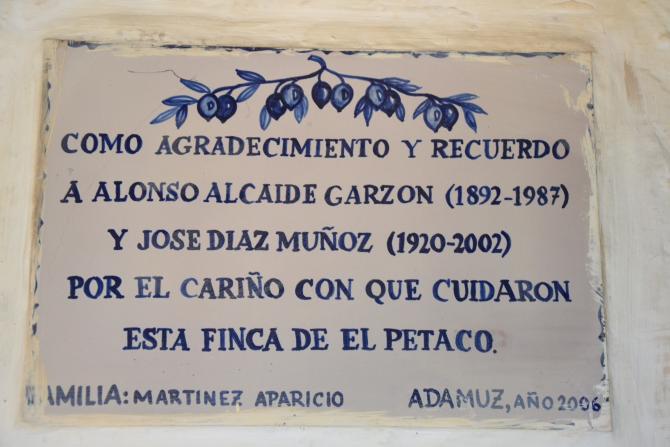 COMO AGRADECIMIENTO Y RECUERDO
A ALONSO ALCAIDE GARZON (1892-1987)
Y JOSE DIAZ MUÑOZ (1920-2002)
POR EL CARIÑO CON QUE CUIDARON
ESTA FINCA DE EL PETACO.
FAMILIA: MARTINEZ APARICIO ADAMUZ, AÑO 2006